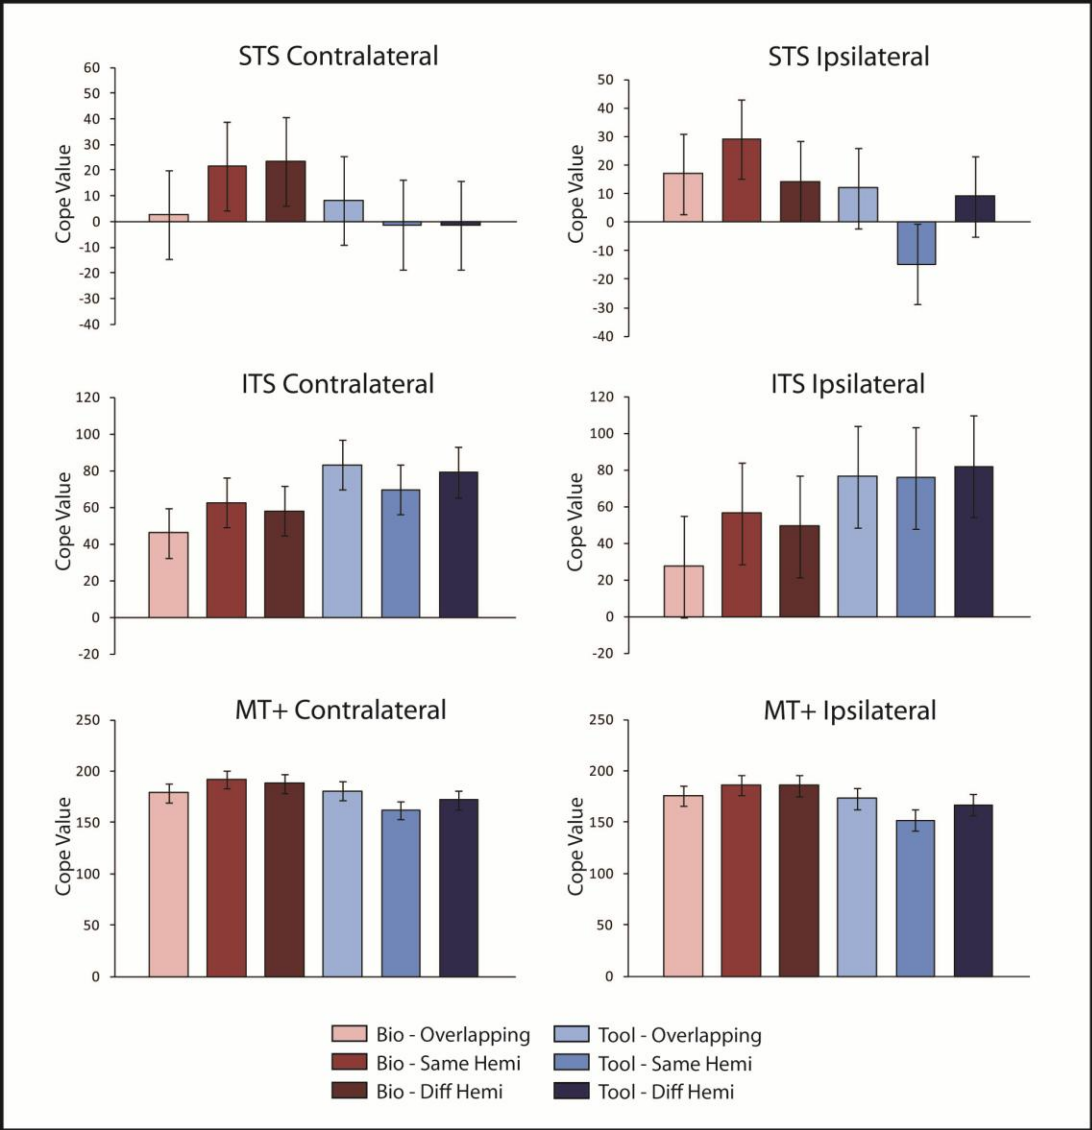 STS Contralateral
Cope Value
60
50
40
30
20
10
0
-10
-20
-30
-40
STS Ipsilateral
Cope Value
50
40
30
20
10
0
-10
-20
-30
-40
ITS Contralateral
Cope Value
120
100
80
60
40
20
0
-20
ITS Ipsilateral
Cope Value
120
100
80
60
40
20
0
-20
MT+ Contralateral
Cope Value
250
200
150
100
50
0
MT+ Ipsilateral
Cope Value
250
200
150
100
50
0
Bio - Overlapping
Bio - Same Hemi
Bio - Diff Hemi
Tool - Overlapping
Tool - Same Hemi
Tool - Diff Hemi